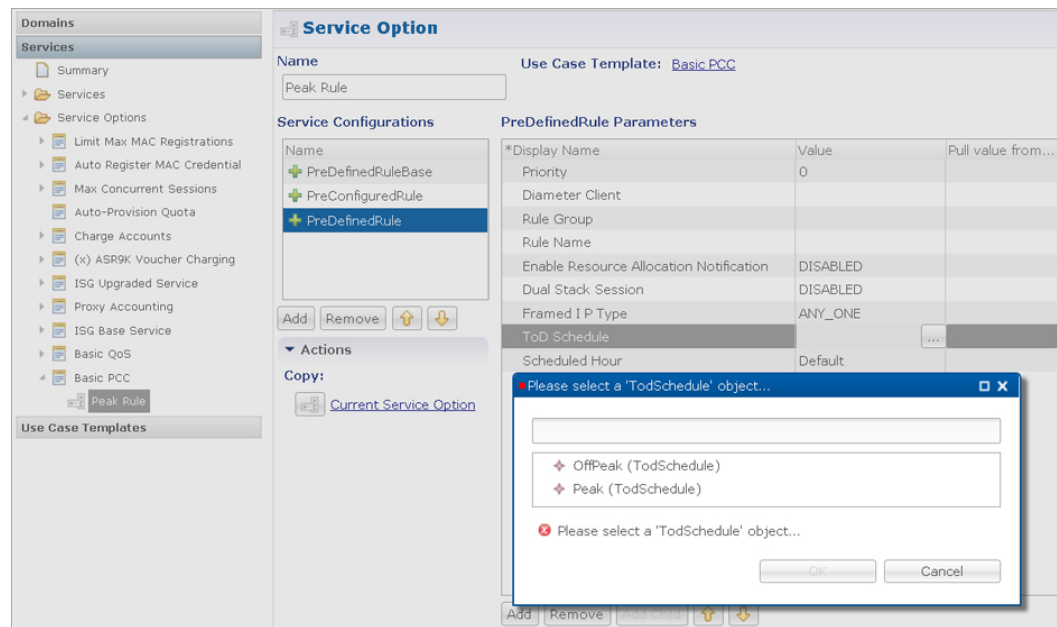 Domains
Services
Summary
Services
Service Options
Limit Max MAC Registrations
Auto Register MAC Credential
Max Concurrent Sessions
Auto-Provision Quota
Charge Accounts
(x) ASR9K Voucher Charging
ISG Upgraded Service
Proxy Accounting
ISG Base Service
Basic QoS
Basic PCC
Peak Rule
Use Case Templates
Service Option
Name
Use Case Template: Basic PCC
Peak Rule
Service Configurations
Name
PreDefinedRuleBase
PreConfiguredRule
PreDefinedRule
Add Remove
Actions
Copy:
Current Service Option
PreDefinedRule Parameters
*Display Name Value Pull value from...
Priority 0
Diameter Client
Rule Group
Rule Name
Enable Resource Allocation Notification DISABLED
Dual Stack Session DISABLED
Framed I P Type ANY_ONE
ToD Schedule ...
Scheduled Hour Default
Please select a 'TodSchedule' object...
OffPeak (TodSchedule)
Peak (TodSchedule)
Please select a 'TodSchedule' object...
OK Cancel
Add Remove Add Child